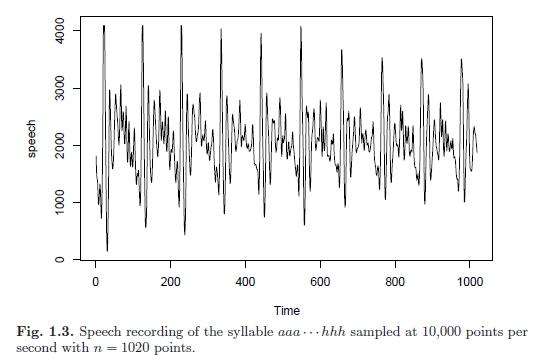 4000
3000
2000
1000
0
speech
0 200 400 600 800 1000
Time
Fig. 1.3. Speech recording of the syllable aaa · · · hhh sampled at 10,000 points per
second with n = 1020 points.